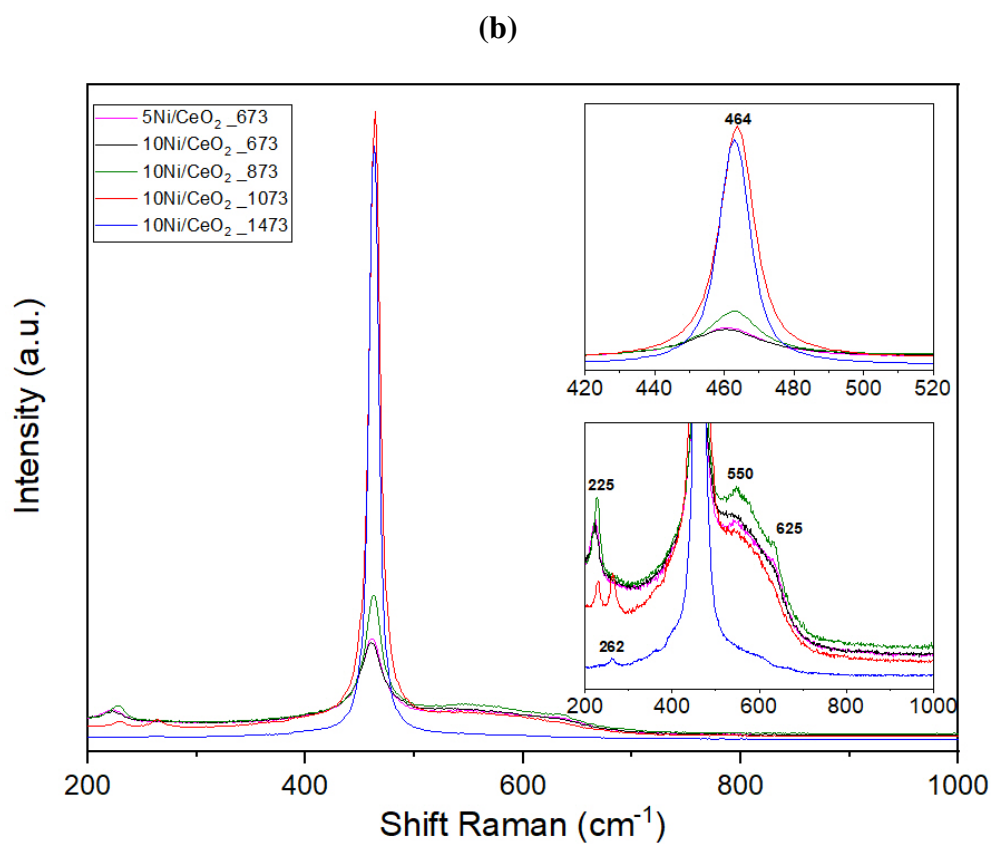 (b)
5Ni/CeO₂ _673
10Ni/CeO₂ _673
10Ni/CeO₂ _873
10Ni/CeO₂ _1073
10Ni/CeO₂ _1473
464
420 440 460 480 500 520
225
550
625
262
200 400 600 800 1000
Intensity (a.u.)
200 400 600 800 1000
Shift Raman (cm⁻¹)